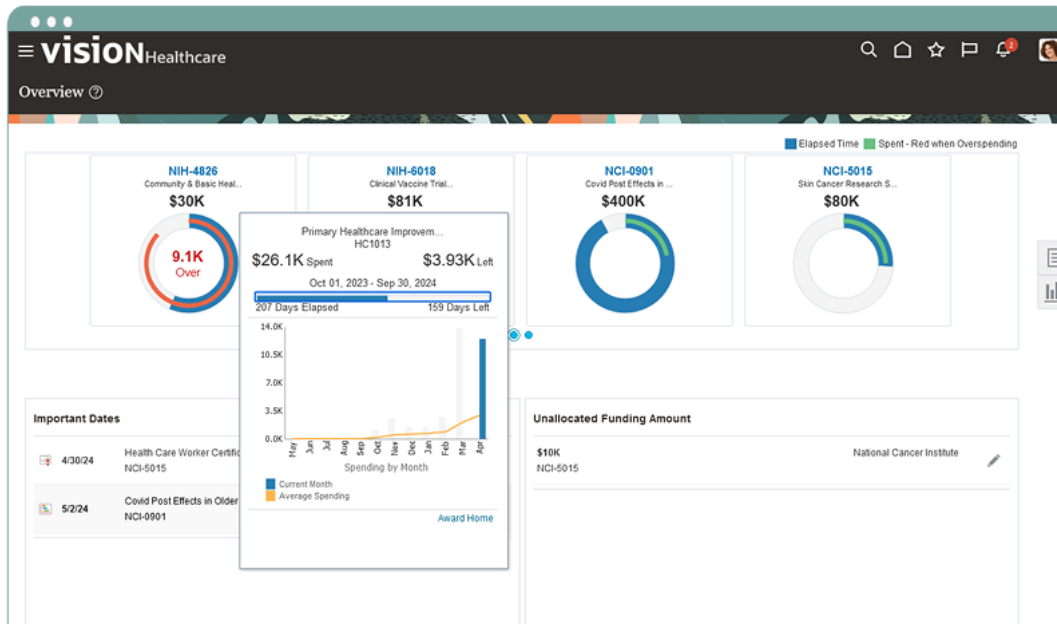 visiON Healthcare
2
Overview ?
Elapsed Time Spent - Red when Overspending
NIH-4826
Community & Basic Heal...
$30K
9.1K
Over
NIH-6018
Clinical Vaccine Trial...
$81K
NCI-0901
Covid Post Effects in ...
$400K
NCI-5015
Skin Cancer Research S...
$80K
Primary Healthcare Improvem...
HC1013
$26.1K Spent $3.93K Left
Oct 01, 2023 - Sep 30, 2024
207 Days Elapsed 159 Days Left
14.0K
10.5K
7.0K
3.5K
0.0K
May Jun Jul Aug Sep Oct Nov Dec Jan Feb Mar Apr
Spending by Month
Current Month
Average Spending
Award Home
Important Dates
4/30/24
Health Care Worker Certific
NCI-5015
5/2/24
Covid Post Effects in Older
NCI-0901
Unallocated Funding Amount
$10K National Cancer Institute
NCI-5015